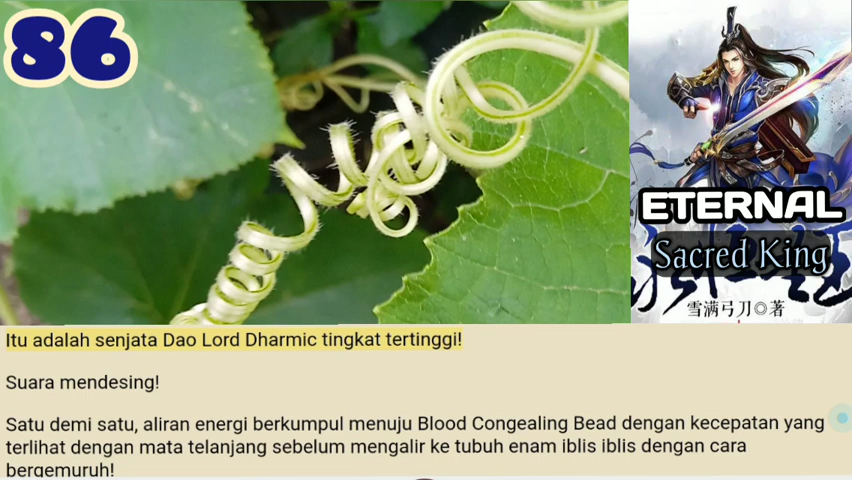 86
ETERNAL
Sacred King
雪满弓刀◎著
Itu adalah senjata Dao Lord Dharmic tingkat tertinggi!
Suara mendesing!
Satu demi satu, aliran energi berkumpul menuju Blood Congealing Bead dengan kecepatan yang
terlihat dengan mata telanjang sebelum mengalir ke tubuh enam iblis iblis dengan cara
bergemuruh!